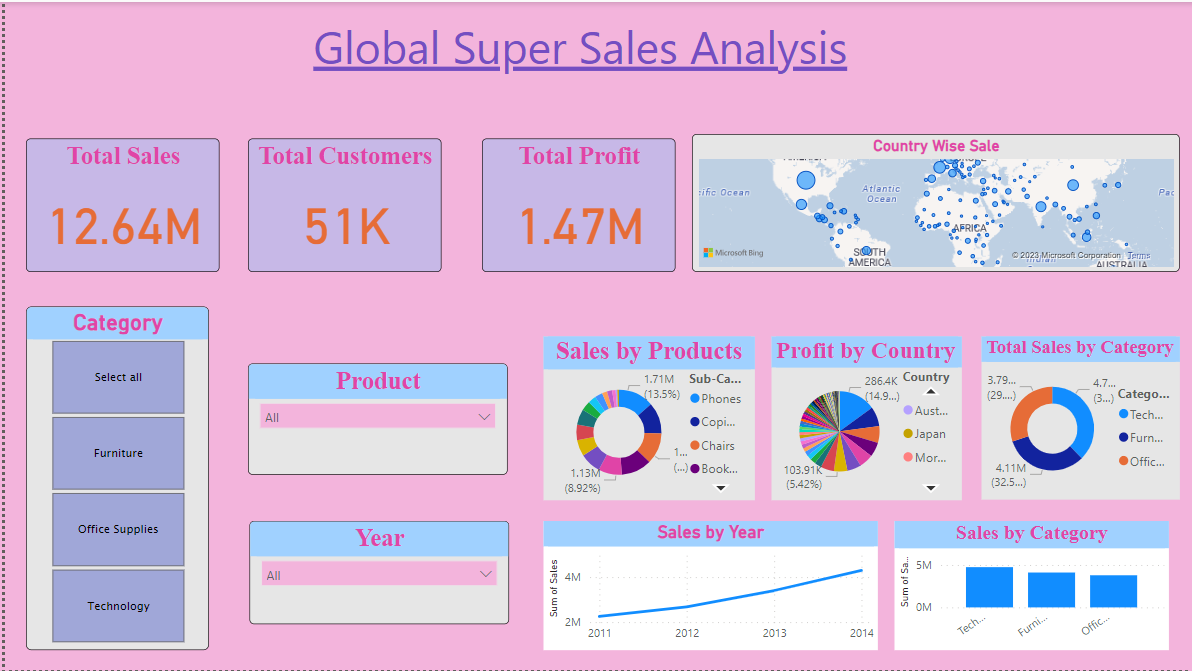 Global Super Sales Analysis
Total Sales
12.64M
Total Customers
51K
Total Profit
1.47M
Country Wise Sale
Atlantic
Ocean
AFRICA
SOUTH
AMERICA
AUSTRALIA
Microsoft Bing
© 2023 Microsoft Corporation Terms
Category
Select all
Furniture
Office Supplies
Technology
Product
All
Year
All
Sales by Products
1.71M
(13.5%)
1...
(...)
1.13M
(8.92%)
Sub-Ca...
Phones
Copi...
Chairs
Book...
Profit by Country
286.4K
(14.9...)
103.91K
(5.42%)
Country
Aust...
Japan
Mor...
Total Sales by Category
3.79...
(29....)
4.7...
(3...)
4.11M
(32.5...)
Catego...
Tech...
Furn...
Offic...
Sales by Year
Sum of Sales
4M
2M
2011
2012
2013
2014
Sales by Category
Sum of Sa...
5M
0M
Tech...
Furni...
Offic...